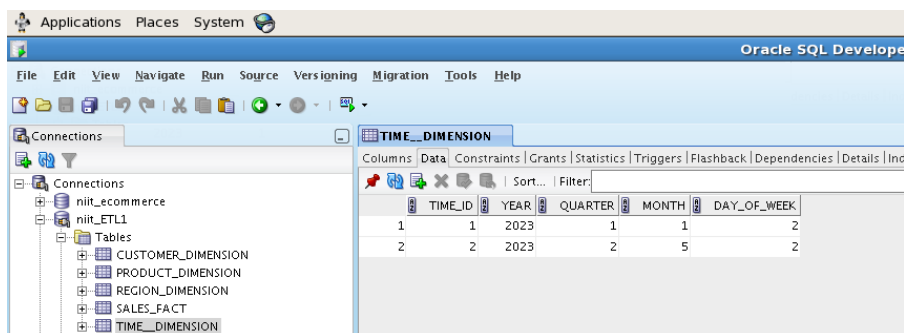 Applications Places System
Oracle SQL Develope
File Edit View Navigate Run Source Versioning Migration Tools Help
Connections
TIME__DIMENSION
Columns Data Constraints Grants Statistics Triggers Flashback Dependencies Details Ind
Sort... Filter:
Connections
niit_ecommerce
niit_ETL1
Tables
CUSTOMER_DIMENSION
PRODUCT_DIMENSION
REGION_DIMENSION
SALES_FACT
TIME__DIMENSION
TIME_ID YEAR QUARTER MONTH DAY_OF_WEEK
1 1 2023 1 1 2
2 2 2023 2 5 2